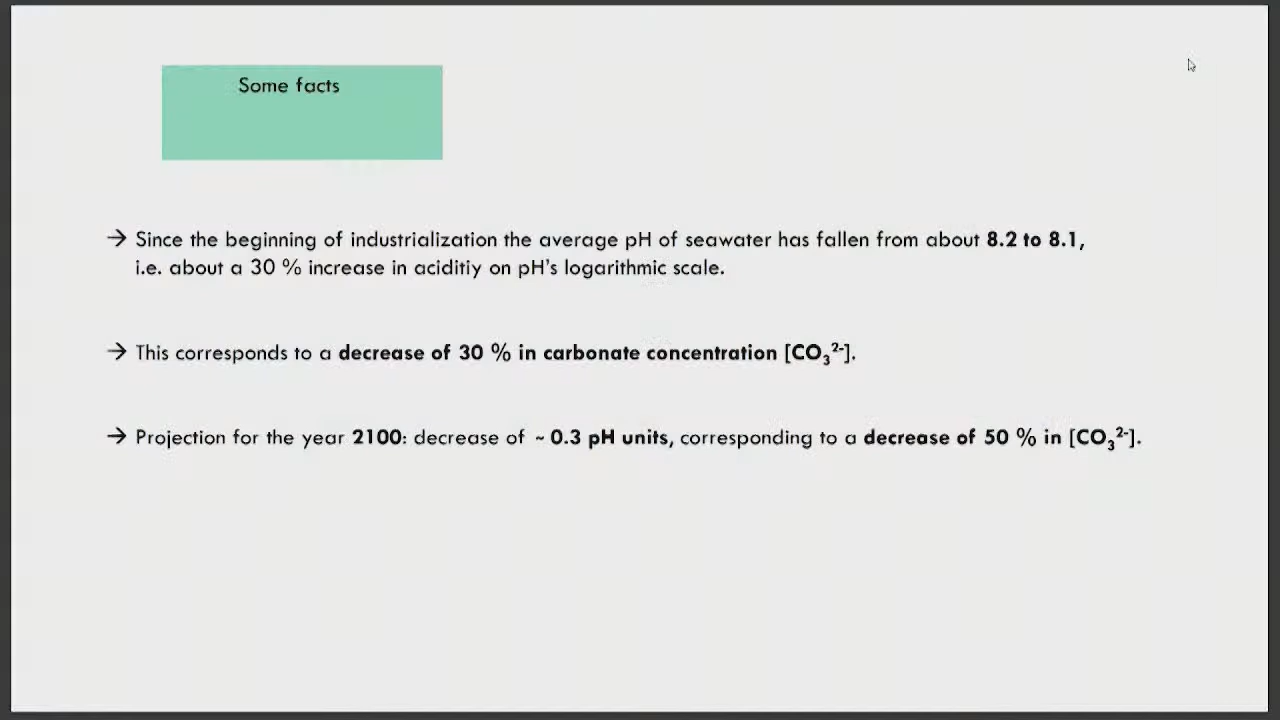 Some facts
→ Since the beginning of industrialization the average pH of seawater has fallen from about 8.2 to 8.1,
i.e. about a 30 % increase in aciditiy on pH's logarithmic scale.
→ This corresponds to a decrease of 30 % in carbonate concentration [CO₃²⁻].
→ Projection for the year 2100: decrease of ~ 0.3 pH units, corresponding to a decrease of 50 % in [CO₃²⁻].